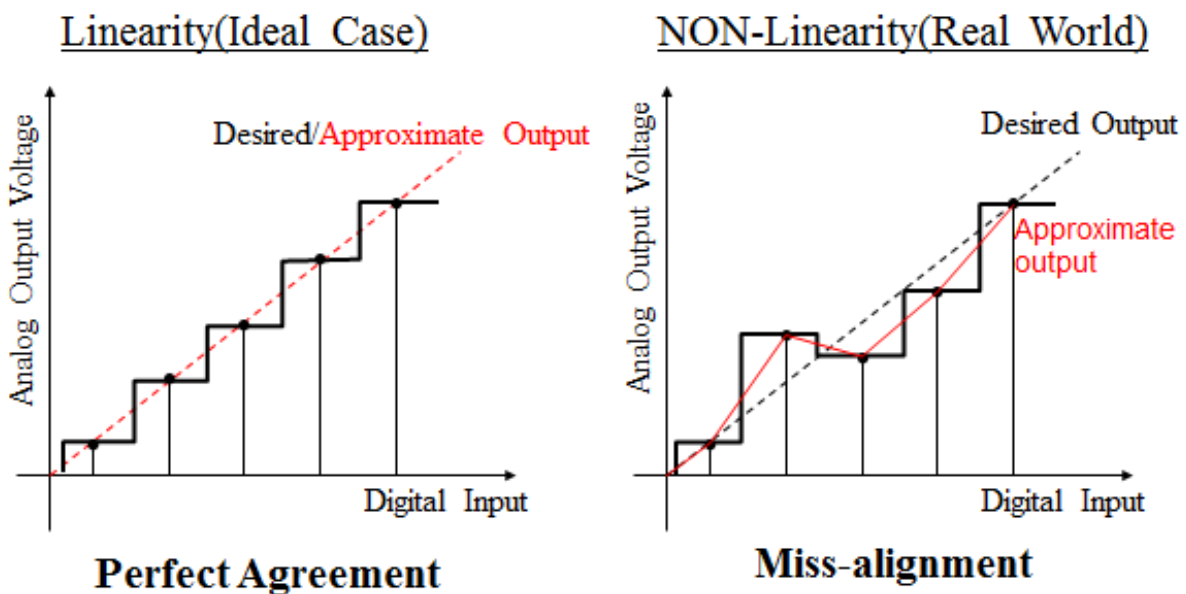 Linearity(Ideal Case)
Analog Output Voltage
Desired/Approximate Output
Digital Input
Perfect Agreement
NON-Linearity(Real World)
Analog Output Voltage
Desired Output
Approximate
output
Digital Input
Miss-alignment